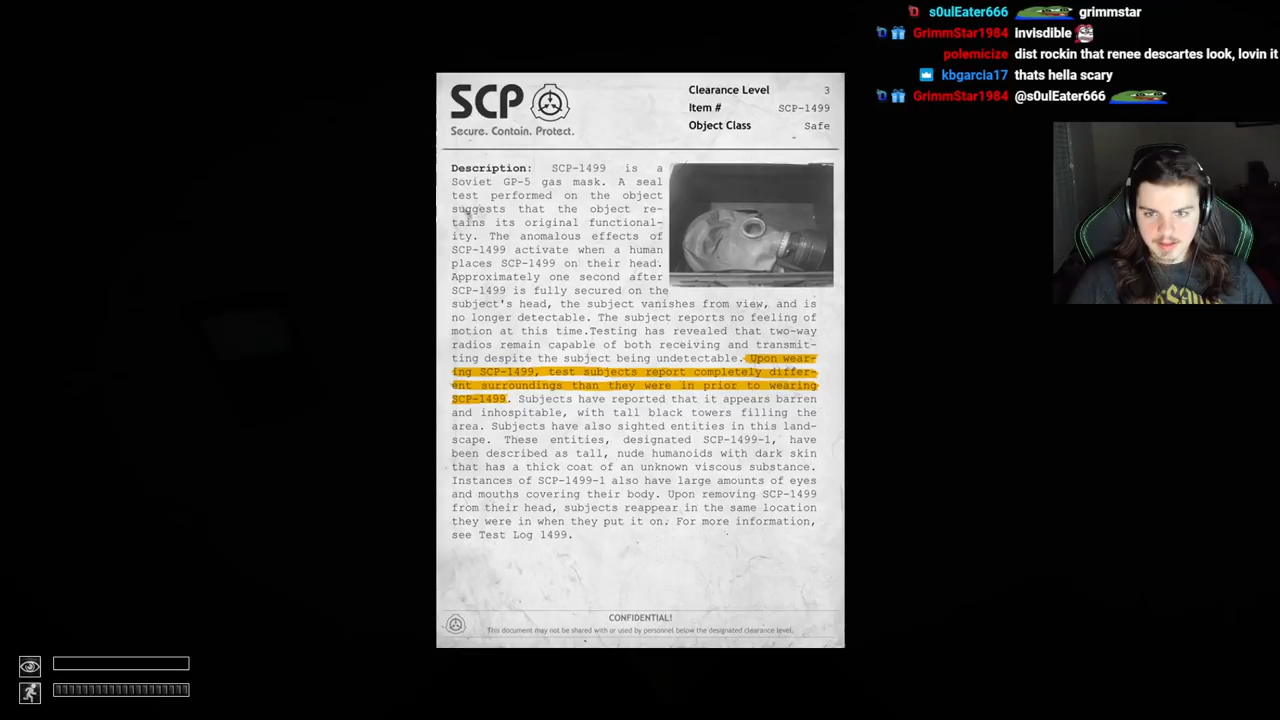 s0ulEater666 grimmstar
GrimmStar1984 invisdible
polemicize dist rockin that renee descartes look, lovin it
kbgarcia17 thats hella scary
GrimmStar1984 @s0ulEater666
SCP
Secure. Contain. Protect.
Clearance Level 3
Item # SCP-1499
Object Class Safe
Description: SCP-1499 is a
Soviet GP-5 gas mask. A seal
test performed on the object
suggests that the object re-
tains its original functional-
ity. The anomalous effects of
SCP-1499 activate when a human
places SCP-1499 on their head.
Approximately one second after
SCP-1499 is fully secured on the
subject's head, the subject vanishes from view, and is
no longer detectable. The subject reports no feeling of
motion at this time.Testing has revealed that two-way
radios remain capable of both receiving and transmit-
ting despite the subject being undetectable. Upon wear-
ing SCP-1499, test subjects report completely differ-
ent surroundings than they were in prior to wearing
SCP-1499. Subjects have reported that it appears barren
and inhospitable, with tall black towers filling the
area. Subjects have also sighted entities in this land-
scape. These entities, designated SCP-1499-1, have
been described as tall, nude humanoids with dark skin
that has a thick coat of an unknown viscous substance.
Instances of SCP-1499-1 also have large amounts of eyes
and mouths covering their body. Upon removing SCP-1499
from their head, subjects reappear in the same location
they were in when they put it on. For more information,
see Test Log 1499.
CONFIDENTIAL!
This document may not be shared with or used by personnel below the designated clearance level.